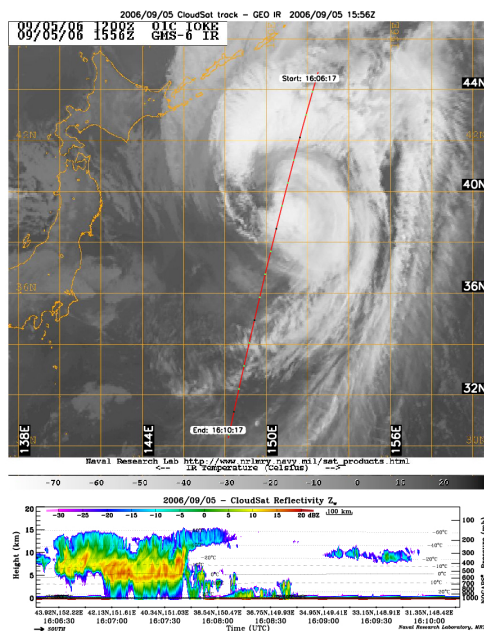 2006/09/05 CloudSat track - GEO IR 2006/09/05 15:56Z
09/05/06 1200Z 01C IOKE
09/05/06 1556Z GMS-6 IR
Start: 16:06:17
44N
42N
40N
36N
36N
32N
30N
End: 16:10:17
138E
144E
150E
156E
Naval Research Lab http://www.nrlmry.navy.mil/sat_products.html
<-- IR Temperature (Celsius) -->
-70 -60 -50 -40 -30 -20 -10 0 10 20
2006/09/05 - CloudSat Reflectivity Ze
-30 -25 -20 -15 -10 -5 0 5 10 15 20 dBZ 100 km
Height (km)
20
15
10
5
0
-60°C
-40°C
-20°C
-20°C
-10°C
0°C
0°C
10°C
20°C
100
200
300
400
500
600
700
800
1000
43.92N,152.22E 42.13N,151.61E 40.34N,151.03E 38.54N,150.47E 36.75N,149.93E 34.95N,149.41E 33.15N,148.91E 31.35N,148.42E
16:06:30 16:07:00 16:07:30 16:08:00 16:08:30 16:09:00 16:09:30 16:10:00
SOUTH
Time (UTC)
Naval Research Laboratory, MRY